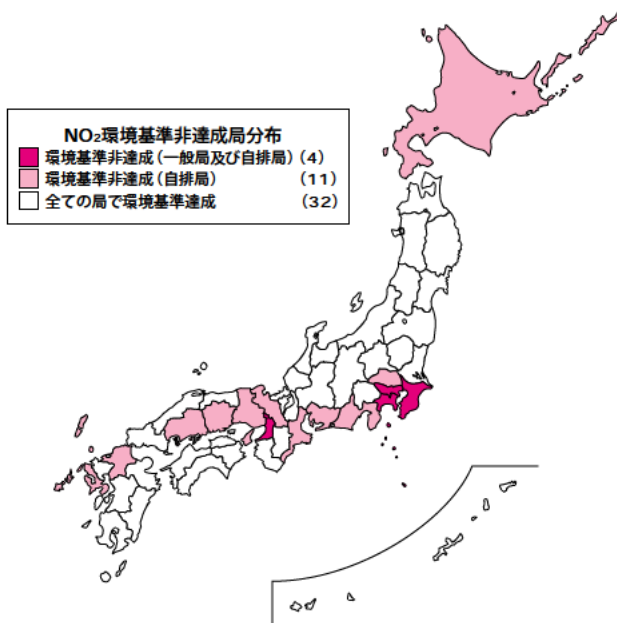 NO₂環境基準非達成局分布
環境基準非達成(一般局及び自排局)(4)
環境基準非達成(自排局) (11)
全ての局で環境基準達成 (32)